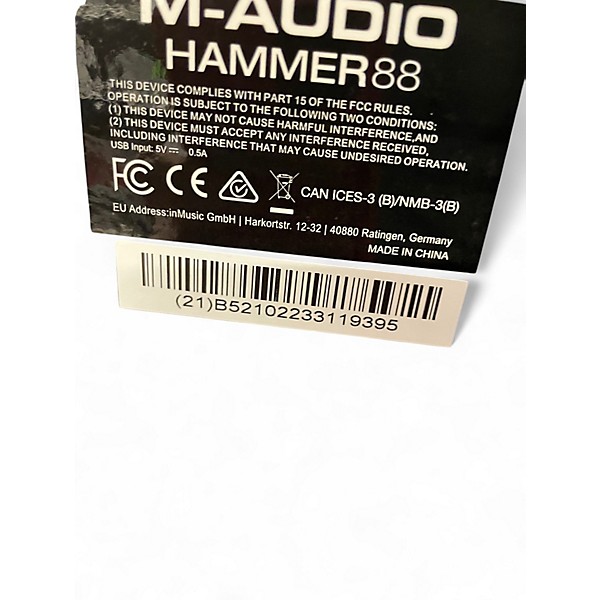 M-AUDIO
HAMMER88
THIS DEVICE COMPLIES WITH PART 15 OF THE FCC RULES.
OPERATION IS SUBJECT TO THE FOLLOWING TWO CONDITIONS:
(1) THIS DEVICE MAY NOT CAUSE HARMFUL INTERFERENCE,AND
(2) THIS DEVICE MUST ACCEPT ANY INTERFERENCE RECEIVED,
INCLUDING INTERFERENCE THAT MAY CAUSE UNDESIRED OPERATION.
USB Input: 5V ⎓ 0.5A
FC CE CAN ICES-3 (B)/NMB-3(B)
EU Address:inMusic GmbH | Harkortstr. 12-32 | 40880 Ratingen, Germany
MADE IN CHINA
(21)B52102233119395